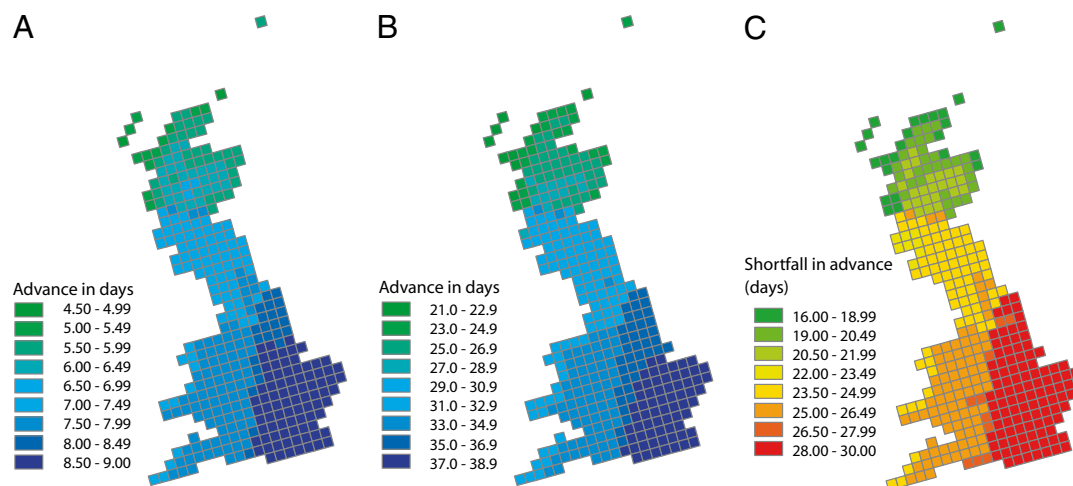 A
B
C
Advance in days
4.50 - 4.99
5.00 - 5.49
5.50 - 5.99
6.00 - 6.49
6.50 - 6.99
7.00 - 7.49
7.50 - 7.99
8.00 - 8.49
8.50 - 9.00
Advance in days
21.0 - 22.9
23.0 - 24.9
25.0 - 26.9
27.0 - 28.9
29.0 - 30.9
31.0 - 32.9
33.0 - 34.9
35.0 - 36.9
37.0 - 38.9
Shortfall in advance
(days)
16.00 - 18.99
19.00 - 20.49
20.50 - 21.99
22.00 - 23.49
23.50 - 24.99
25.00 - 26.49
26.50 - 27.99
28.00 - 30.00